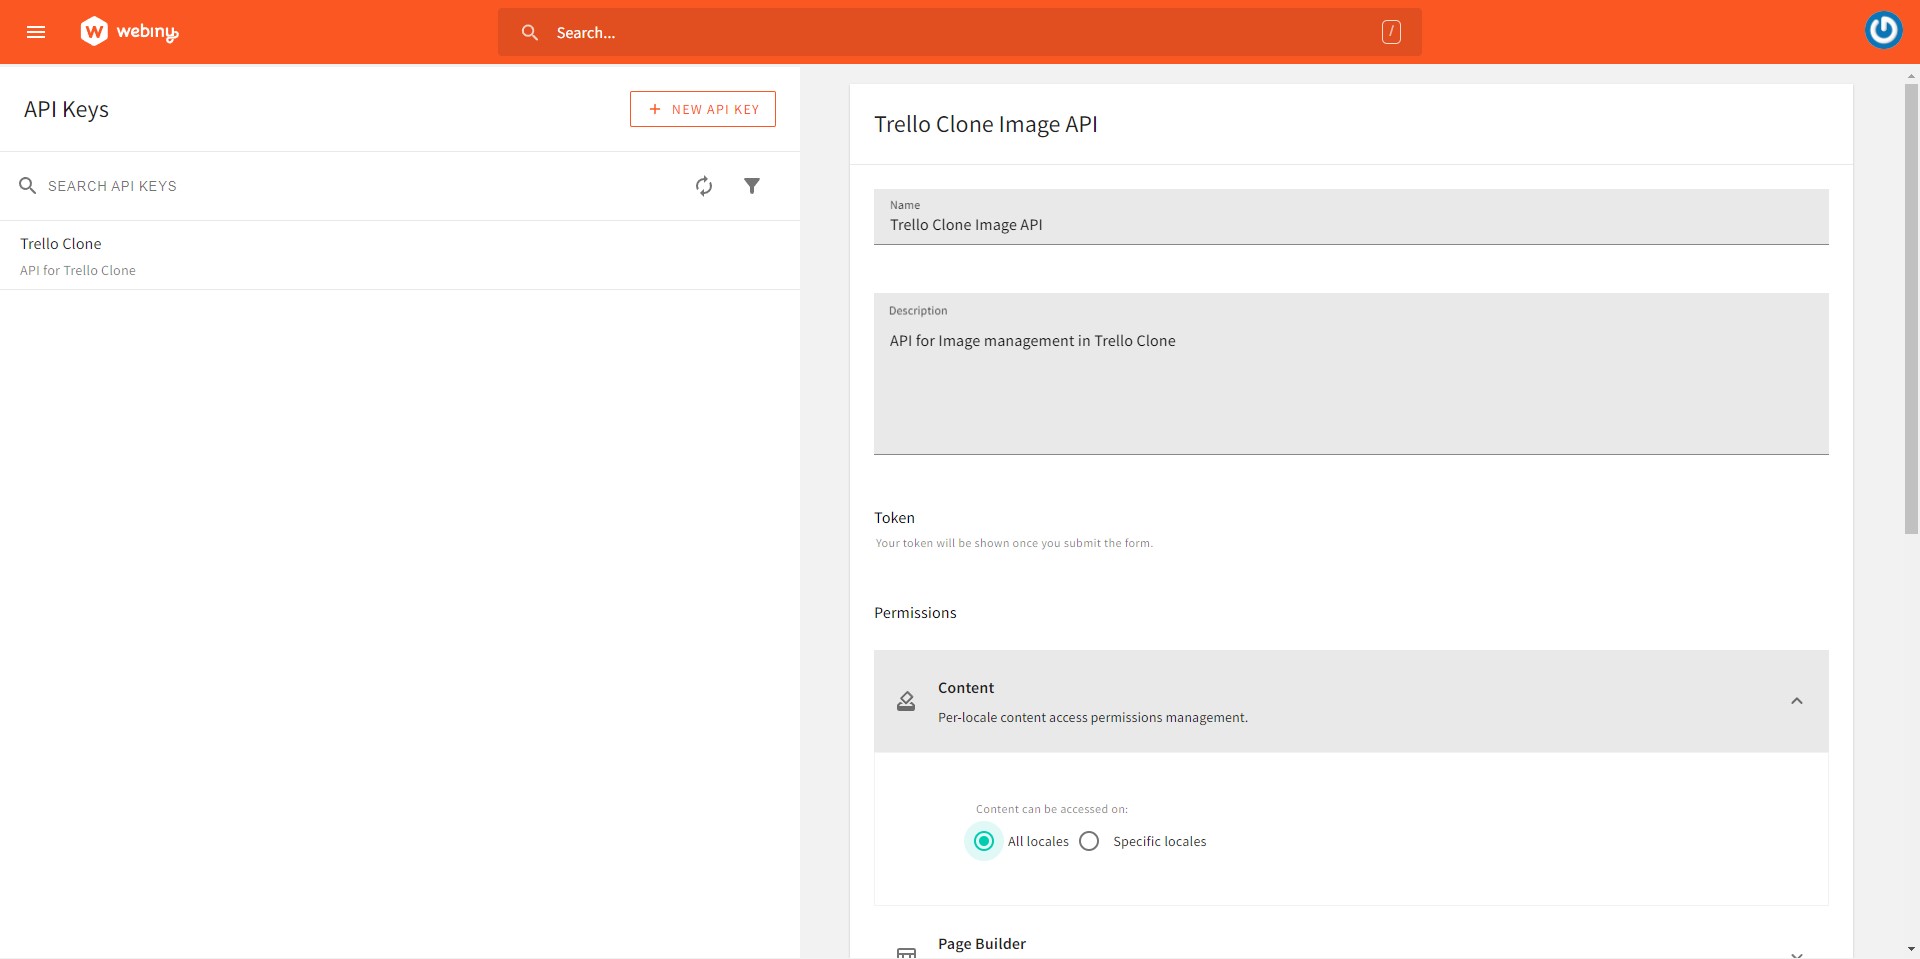 webiny
Search...
/
API Keys
NEW API KEY
SEARCH API KEYS
Trello Clone
API for Trello Clone
Trello Clone Image API
Name
Trello Clone Image API
Description
API for Image management in Trello Clone
Token
Your token will be shown once you submit the form.
Permissions
Content
Per-locale content access permissions management.
Content can be accessed on:
All locales
Specific locales
Page Builder